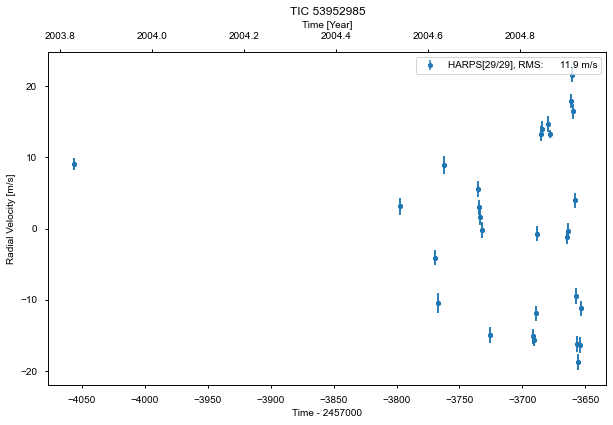 TIC 53952985
Time [Year]
2003.8 2004.0 2004.2 2004.4 2004.6 2004.8
HARPS[29/29], RMS: 11.9 m/s
Radial Velocity [m/s]
20
10
0
−10
−20
−4050 −4000 −3950 −3900 −3850 −3800 −3750 −3700 −3650
Time - 2457000